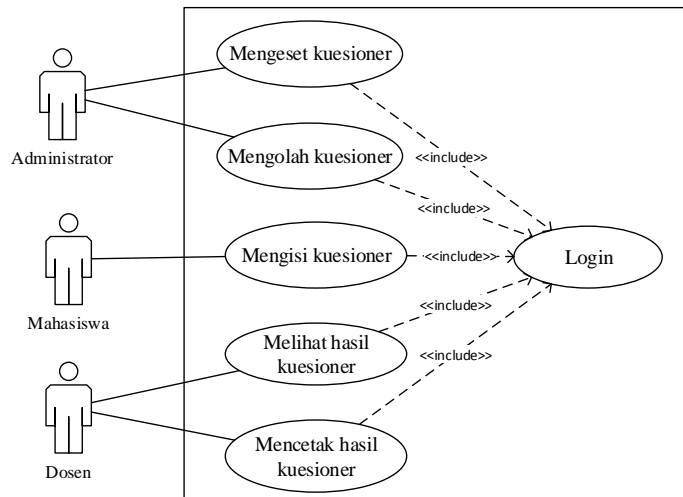 Mengeset kuesioner
Administrator
Mengolah kuesioner
<<include>>
<<include>>
Mengisi kuesioner
<<include>>
Login
Mahasiswa
<<include>>
Melihat hasil
kuesioner
<<include>>
Dosen
Mencetak hasil
kuesioner